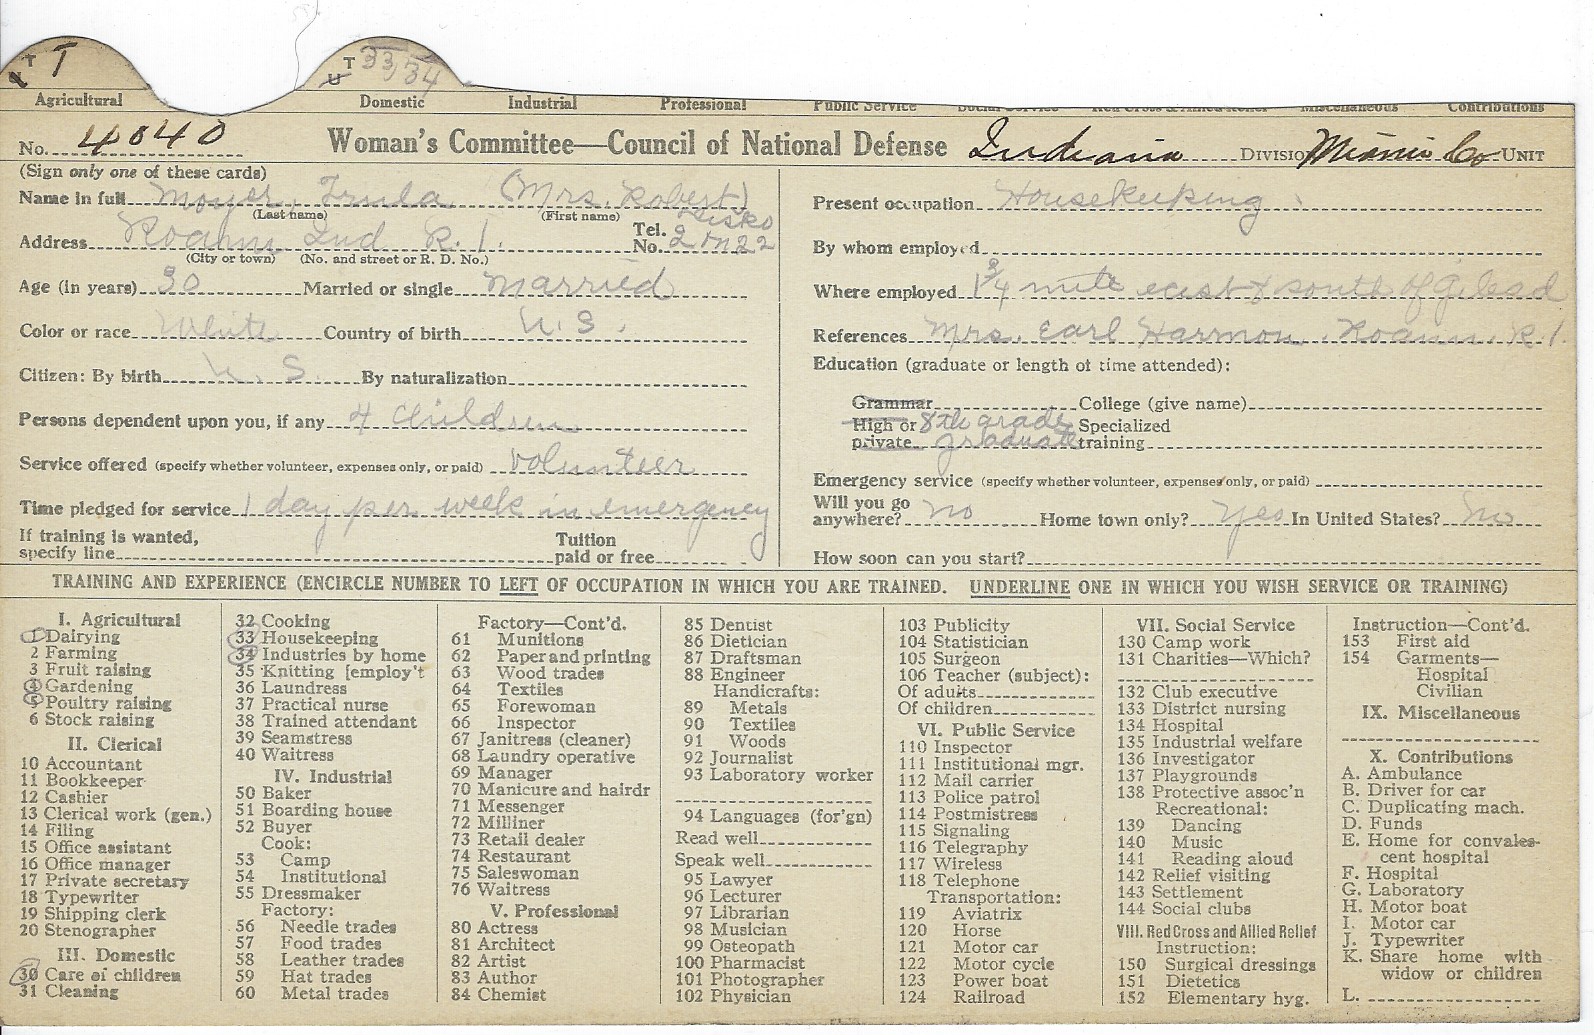 T T
T 33/34
U
Agricultural Domestic Industrial Professional Public Service Social Service Red Cross & Allied Relief Miscellaneous Contributions
No. 4040 Woman's Committee—Council of National Defense Indiana DIVISIO Miami Co. UNIT
(Sign only one of these cards)
Name in full Moyer, Trula (Mrs. Robert)
(Last name) (First name)
Address Roann Ind R. 1. Tel. No. 2 on 22
(City or town) (No. and street or R. D. No.)
Age (in years) 30 Married or single Married
Color or race White Country of birth U. S.
Citizen: By birth U. S. By naturalization
Persons dependent upon you, if any 4 Children
Service offered (specify whether volunteer, expenses only, or paid) Volunteer
Time pledged for service 1 day per week in emergency
If training is wanted,
specify line Tuition paid or free
Present occupation Housekeeping
By whom employed
Where employed 1 3/4 mile east & south of Gilead
References Mrs. Earl Harmon, Roann, R. 1.
Education (graduate or length of time attended):
Grammar College (give name)
High or private 8th grade graduate Specialized training
Emergency service (specify whether volunteer, expenses only, or paid)
Will you go anywhere? No Home town only? Yes In United States? No
How soon can you start?
TRAINING AND EXPERIENCE (ENCIRCLE NUMBER TO LEFT OF OCCUPATION IN WHICH YOU ARE TRAINED. UNDERLINE ONE IN WHICH YOU WISH SERVICE OR TRAINING)
I. Agricultural
1 Dairying
2 Farming
3 Fruit raising
4 Gardening
5 Poultry raising
6 Stock raising
II. Clerical
10 Accountant
11 Bookkeeper
12 Cashier
13 Clerical work (gen.)
14 Filing
15 Office assistant
16 Office manager
17 Private secretary
18 Typewriter
19 Shipping clerk
20 Stenographer
III. Domestic
30 Care of children
31 Cleaning
32 Cooking
33 Housekeeping
34 Industries by home
35 Knitting [employ't
36 Laundress
37 Practical nurse
38 Trained attendant
39 Seamstress
40 Waitress
IV. Industrial
50 Baker
51 Boarding house
52 Buyer
Cook:
53 Camp
54 Institutional
55 Dressmaker
Factory:
56 Needle trades
57 Food trades
58 Leather trades
59 Hat trades
60 Metal trades
Factory—Cont'd.
61 Munitions
62 Paper and printing
63 Wood trades
64 Textiles
65 Forewoman
66 Inspector
67 Janitress (cleaner)
68 Laundry operative
69 Manager
70 Manicure and hairdr
71 Messenger
72 Milliner
73 Retail dealer
74 Restaurant
75 Saleswoman
76 Waitress
V. Professional
80 Actress
81 Architect
82 Artist
83 Author
84 Chemist
85 Dentist
86 Dietician
87 Draftsman
88 Engineer
Handicrafts:
89 Metals
90 Textiles
91 Woods
92 Journalist
93 Laboratory worker
94 Languages (for'gn)
Read well
Speak well
95 Lawyer
96 Lecturer
97 Librarian
98 Musician
99 Osteopath
100 Pharmacist
101 Photographer
102 Physician
103 Publicity
104 Statistician
105 Surgeon
106 Teacher (subject):
Of adults
Of children
VI. Public Service
110 Inspector
111 Institutional mgr.
112 Mail carrier
113 Police patrol
114 Postmistress
115 Signaling
116 Telegraphy
117 Wireless
118 Telephone
Transportation:
119 Aviatrix
120 Horse
121 Motor car
122 Motor cycle
123 Power boat
124 Railroad
VII. Social Service
130 Camp work
131 Charities—Which?
132 Club executive
133 District nursing
134 Hospital
135 Industrial welfare
136 Investigator
137 Playgrounds
138 Protective assoc'n
Recreational:
139 Dancing
140 Music
141 Reading aloud
142 Relief visiting
143 Settlement
144 Social clubs
VIII. Red Cross and Allied Relief
Instruction:
150 Surgical dressings
151 Dietetics
152 Elementary hyg.
Instruction—Cont'd.
153 First aid
154 Garments—
Hospital
Civilian
IX. Miscellaneous
X. Contributions
A. Ambulance
B. Driver for car
C. Duplicating mach.
D. Funds
E. Home for convales-
cent hospital
F. Hospital
G. Laboratory
H. Motor boat
I. Motor car
J. Typewriter
K. Share home with
widow or children
L.